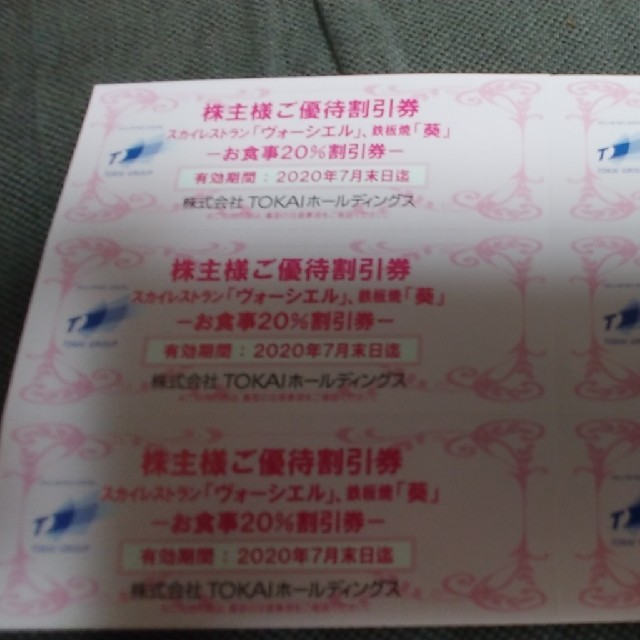 株主様ご優待割引券
スカイレストラン「ヴォーシエル」、鉄板焼「葵」
－お食事20％割引券－
有効期間：2020年7月末日迄
株式会社 TOKAIホールディングス
TOKAI GROUP
株主様ご優待割引券
スカイレストラン「ヴォーシエル」、鉄板焼「葵」
－お食事20％割引券－
有効期間：2020年7月末日迄
株式会社 TOKAIホールディングス
TOKAI GROUP
株主様ご優待割引券
スカイレストラン「ヴォーシエル」、鉄板焼「葵」
－お食事20％割引券－
有効期間：2020年7月末日迄
株式会社 TOKAIホールディングス
TOKAI GROUP